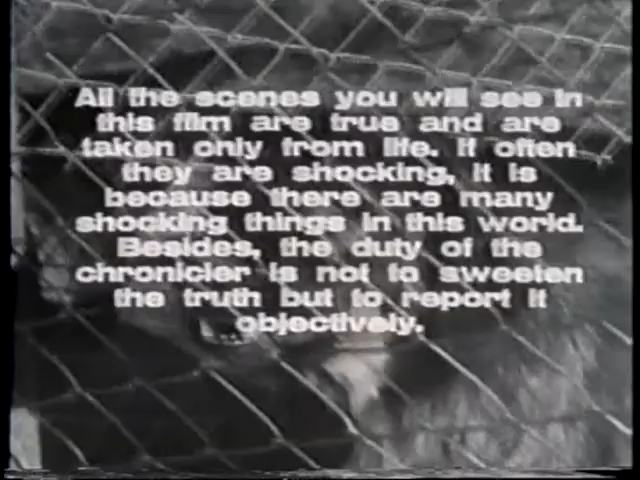 All the scenes you will see in
this film are true and are
taken only from life. If often
they are shocking, it is
because there are many
shocking things in this world.
Besides, the duty of the
chronicler is not to sweeten
the truth but to report it
objectively.